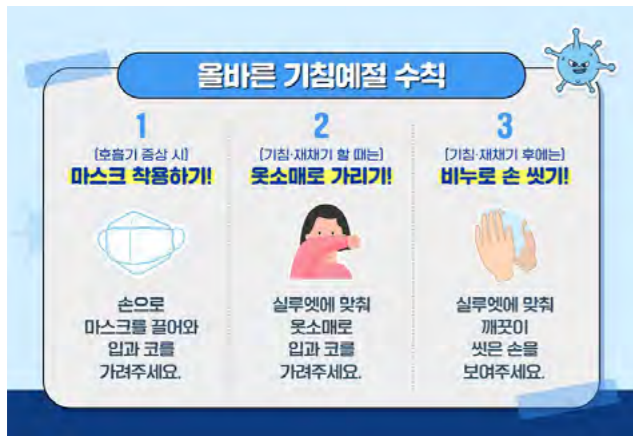 올바른 기침예절 수칙
1
(호흡기 증상 시)
마스크 착용하기!
손으로
마스크를 끌어와
입과 코를
가려주세요.
2
(기침·재채기 할 때는)
옷소매로 가리기!
실루엣에 맞춰
옷소매로
입과 코를
가려주세요.
3
(기침·재채기 후에는)
비누로 손 씻기!
실루엣에 맞춰
깨끗이
씻은 손을
보여주세요.